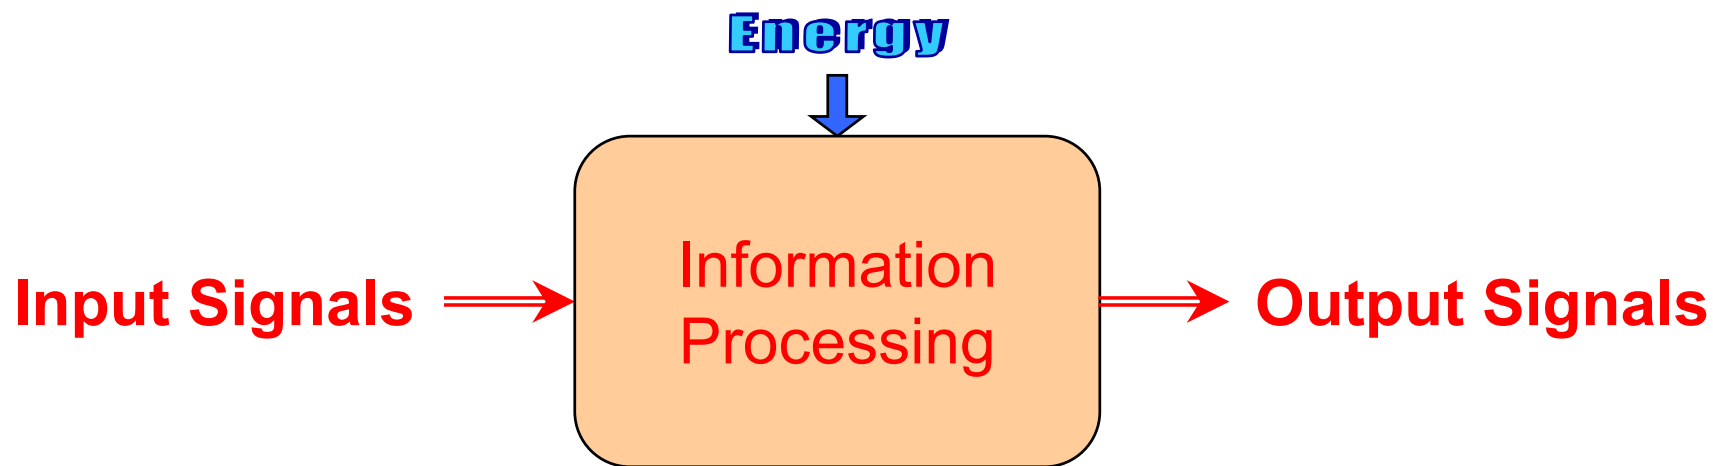 Energy
Information
Processing
Input Signals
Output Signals